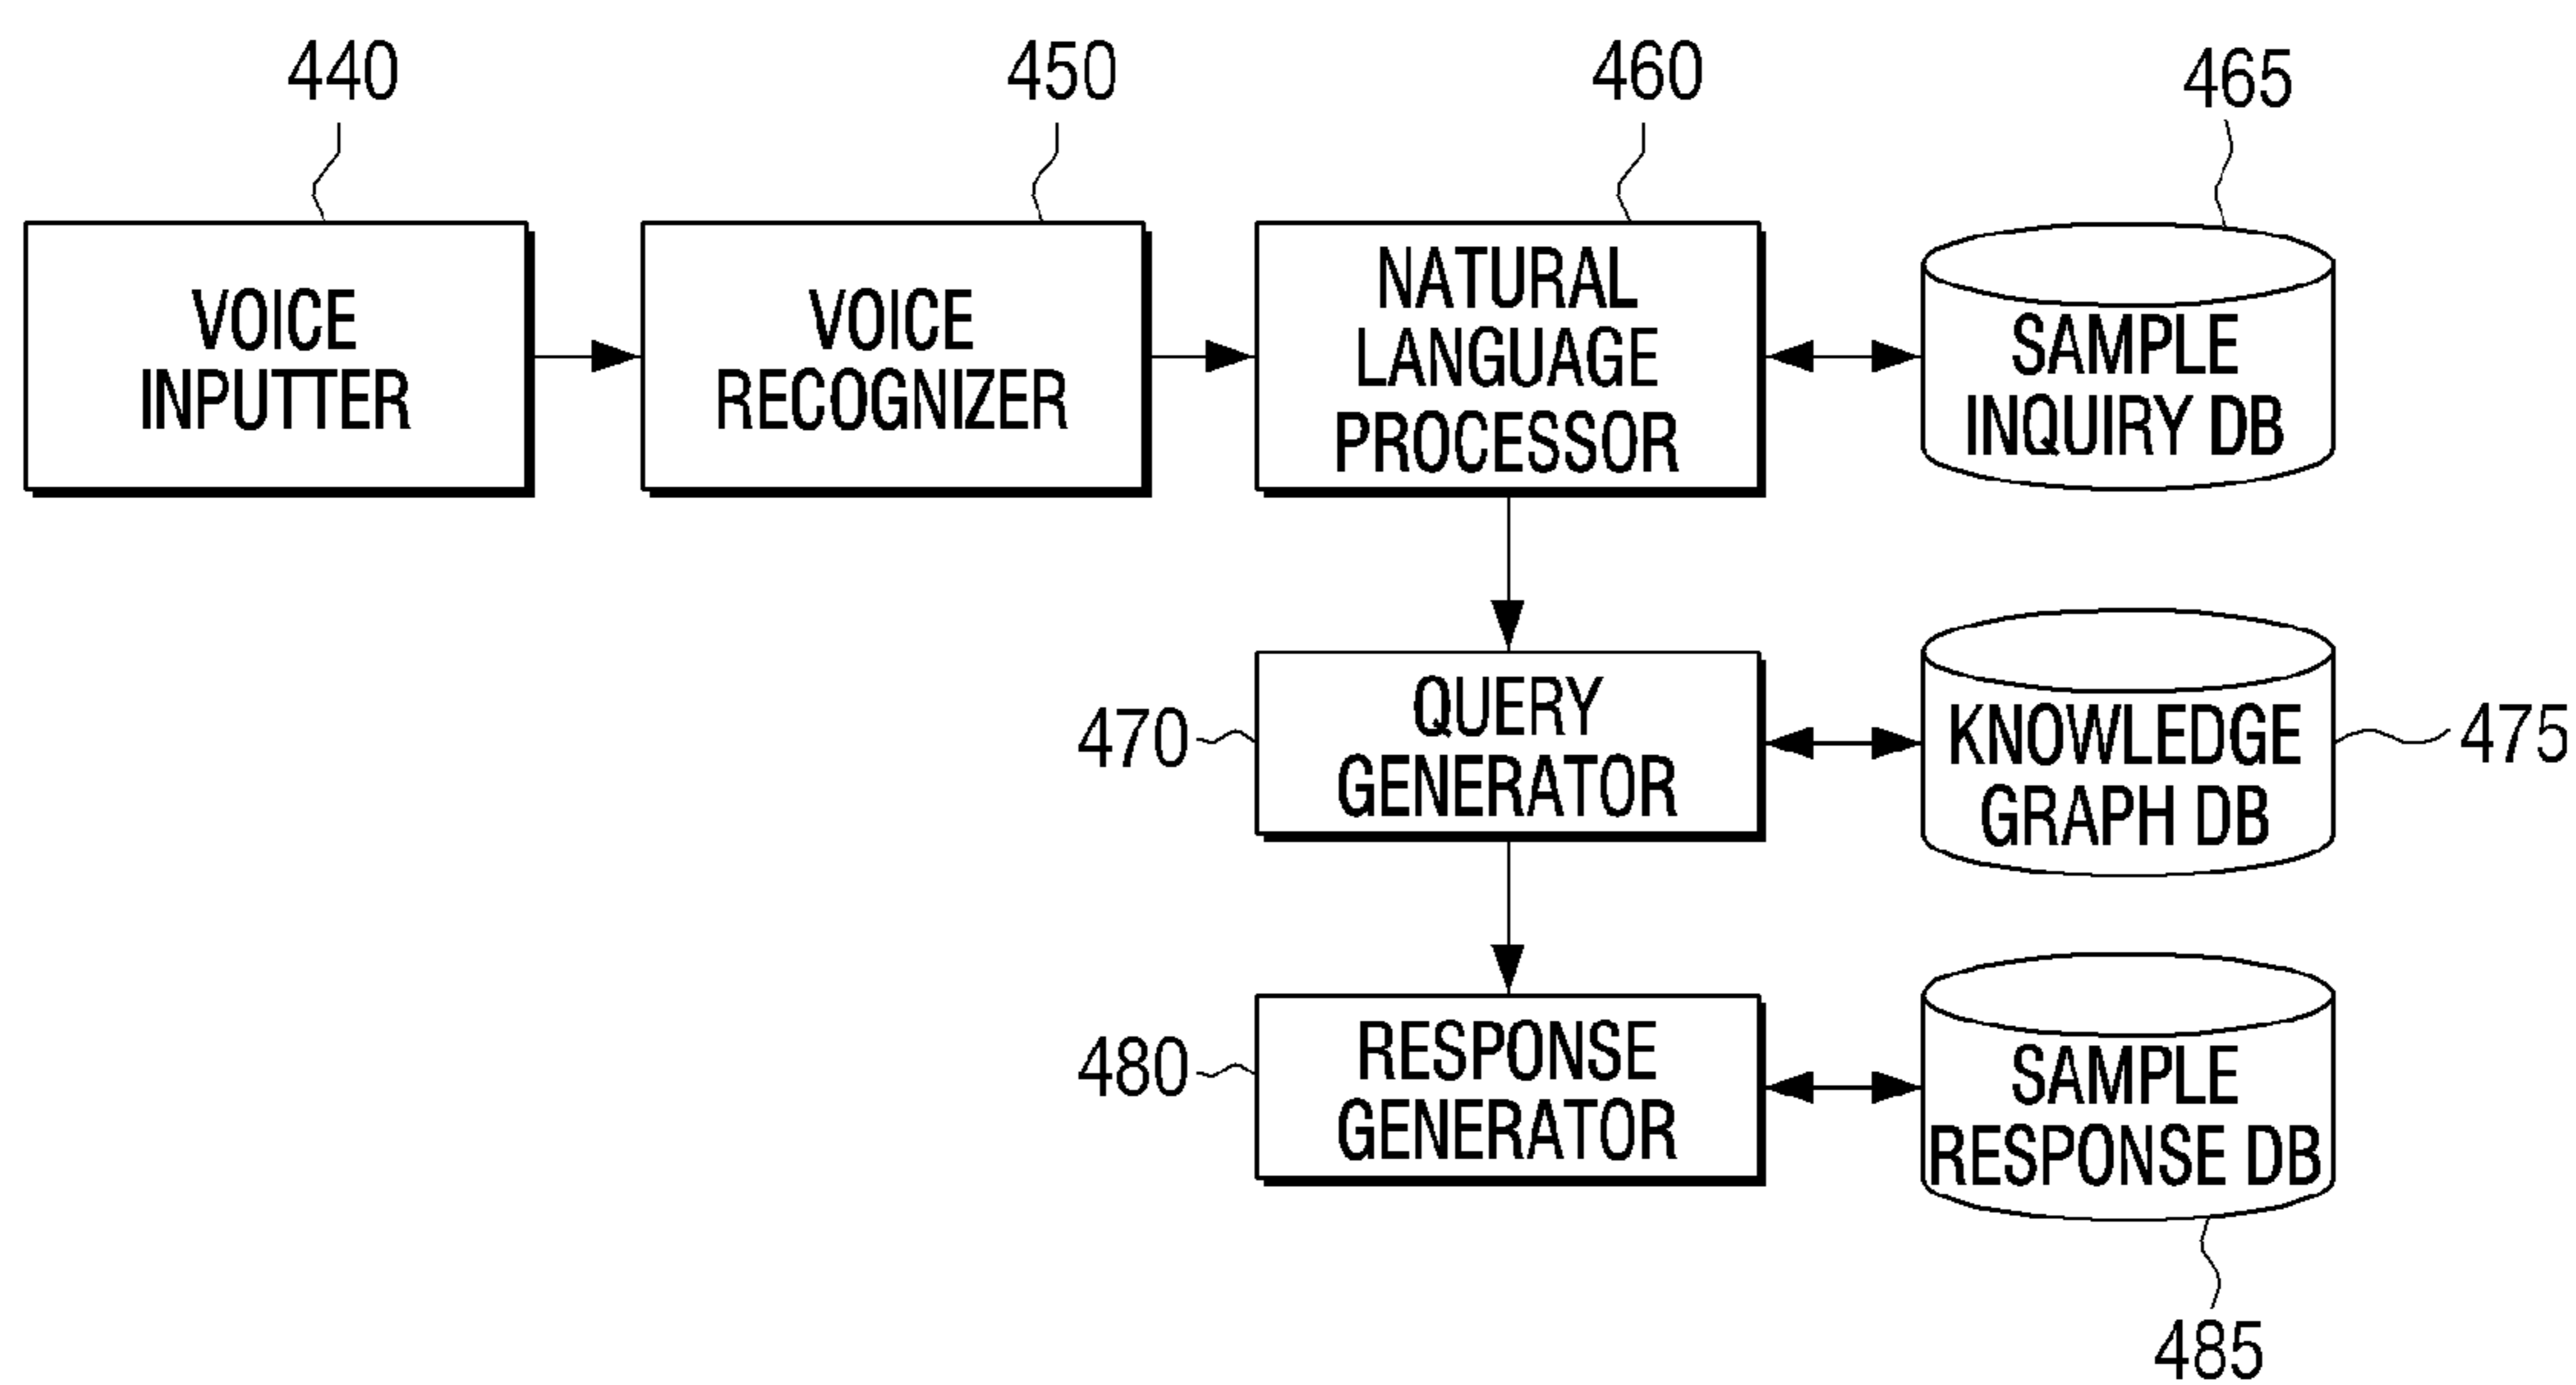 440
450
460
465
VOICE
INPUTTER
VOICE
RECOGNIZER
NATURAL
LANGUAGE
PROCESSOR
SAMPLE
INQUIRY DB
470
QUERY
GENERATOR
KNOWLEDGE
GRAPH DB
475
480
RESPONSE
GENERATOR
SAMPLE
RESPONSE DB
485